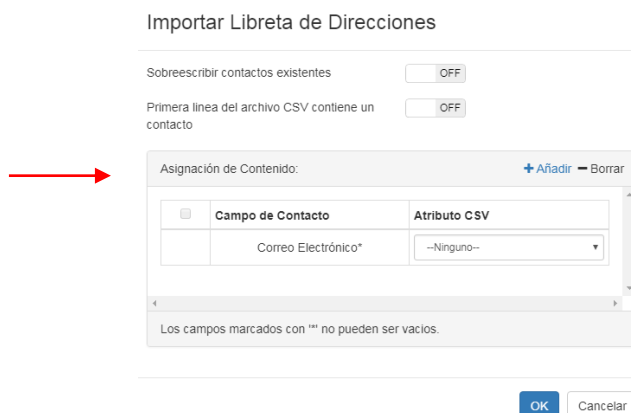 Importar Libreta de Direcciones
Sobreescribir contactos existentes OFF
Primera linea del archivo CSV contiene un OFF
contacto
Asignación de Contenido: + Añadir − Borrar
Campo de Contacto Atributo CSV
Correo Electrónico* --Ninguno--
Los campos marcados con '*' no pueden ser vacios.
OK Cancelar